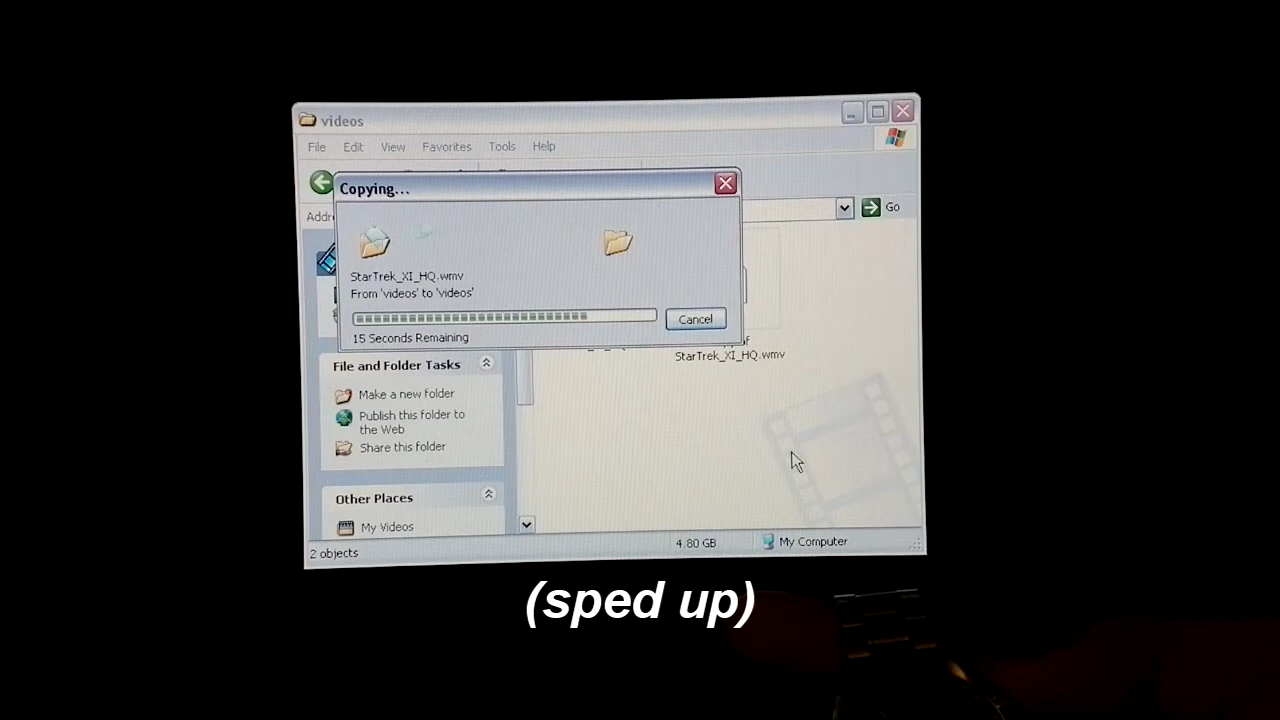 videos
File Edit View Favorites Tools Help
Copying...
Go
StarTrek_XI_HQ.wmv
From 'videos' to 'videos'
Cancel
15 Seconds Remaining
of
StarTrek_XI_HQ.wmv
File and Folder Tasks
Make a new folder
Publish this folder to
the Web
Share this folder
Other Places
My Videos
2 objects
4.80 GB
My Computer
(sped up)